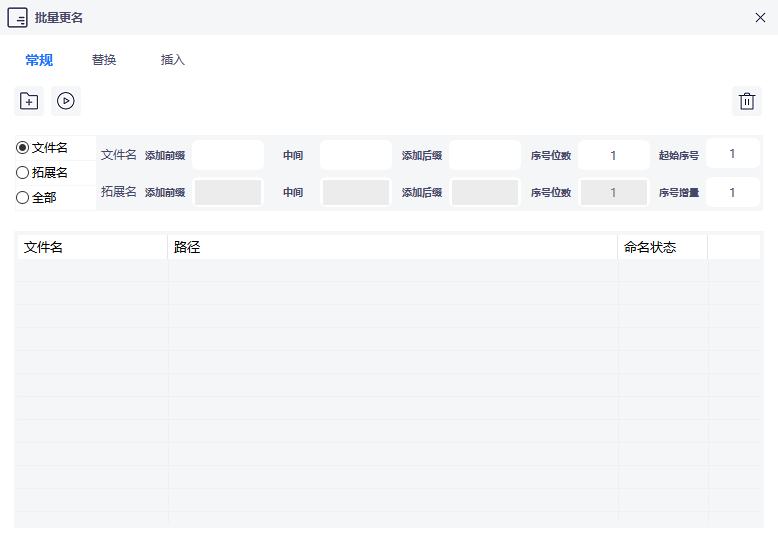 批量更名
常规 替换 插入
文件名
拓展名
全部
文件名 添加前缀 中间 添加后缀 序号位数 1 起始序号 1
拓展名 添加前缀 中间 添加后缀 序号位数 1 序号增量 1
文件名 路径 命名状态